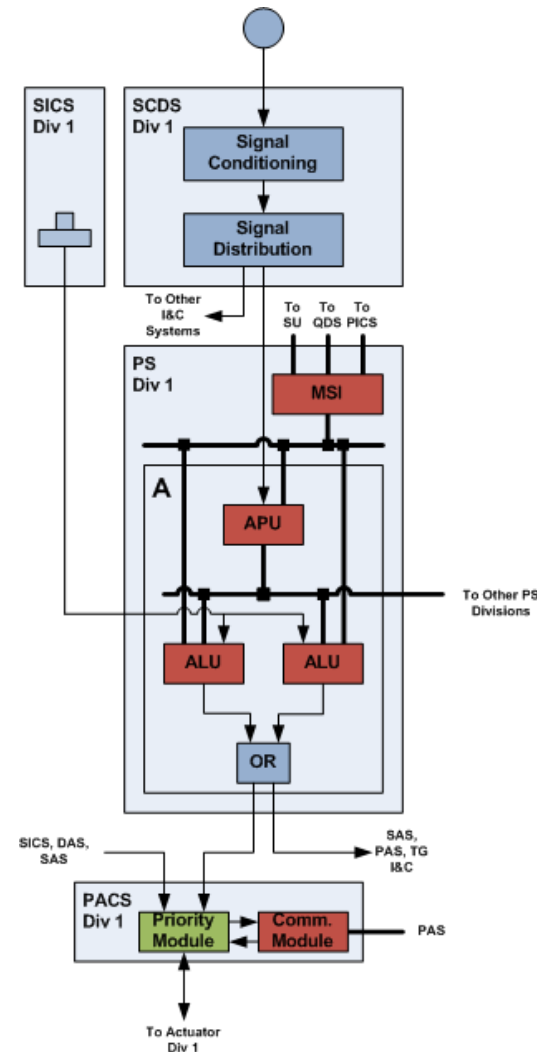 SICS
Div 1
SCDS
Div 1
Signal
Conditioning
Signal
Distribution
To Other
I&C
Systems
To
SU
To
QDS
To
PICS
PS
Div 1
MSI
A
APU
To Other PS
Divisions
ALU
ALU
OR
SICS, DAS,
SAS
SAS,
PAS, TG
I&C
PACS
Div 1
Priority
Module
Comm.
Module
PAS
To Actuator
Div 1